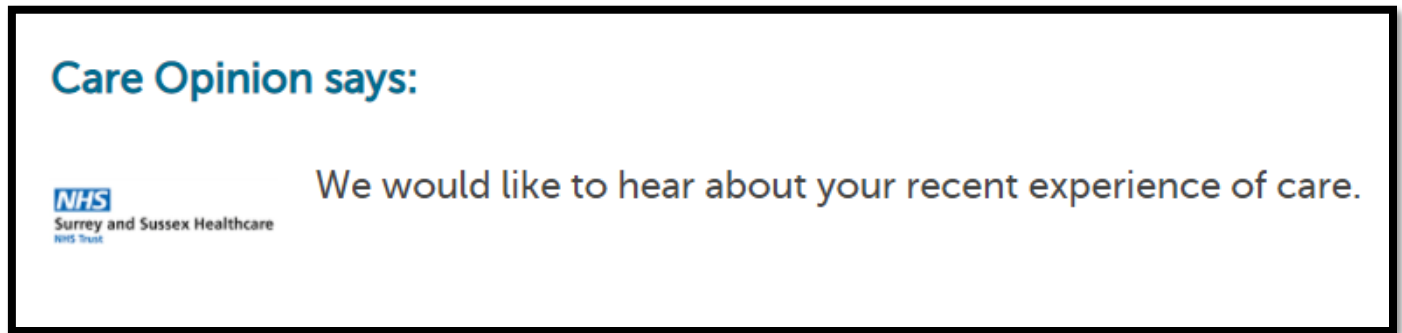 Care Opinion says:
We would like to hear about your recent experience of care.
NHS
Surrey and Sussex Healthcare
NHS Trust